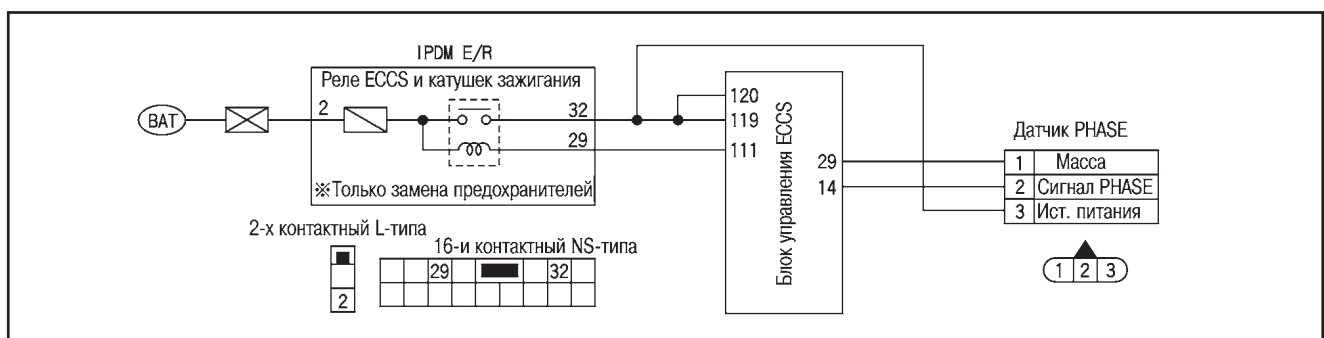 IPDM E/R
Реле ECCS и катушек зажигания
BAT
2
32
29
※Только замена предохранителей
120
119
111
Блок управления ECCS
29
14
Датчик PHASE
1 Масса
2 Сигнал PHASE
3 Ист. питания
1 2 3
2-х контактный L-типа
2
16-и контактный NS-типа
29 32